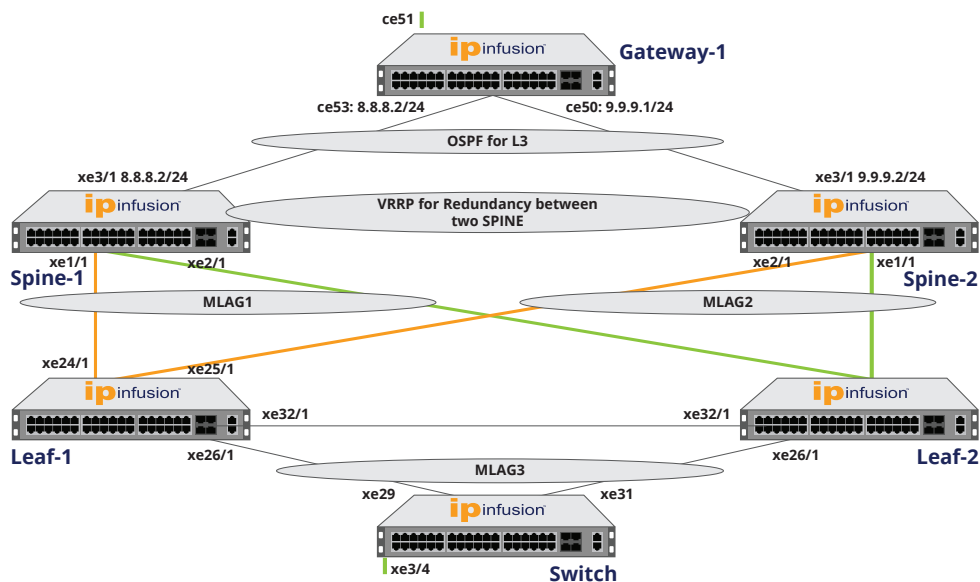 ce51
ipinfusion
Gateway-1
ce53: 8.8.8.2/24
ce50: 9.9.9.1/24
OSPF for L3
xe3/1 8.8.8.2/24
xe3/1 9.9.9.2/24
ipinfusion
VRRP for Redundancy between
two SPINE
ipinfusion
xe1/1
xe2/1
xe2/1
xe1/1
Spine-1
Spine-2
MLAG1
MLAG2
xe24/1
xe25/1
ipinfusion
ipinfusion
xe32/1
xe32/1
Leaf-1
xe26/1
xe26/1
Leaf-2
MLAG3
xe29
xe31
ipinfusion
xe3/4
Switch